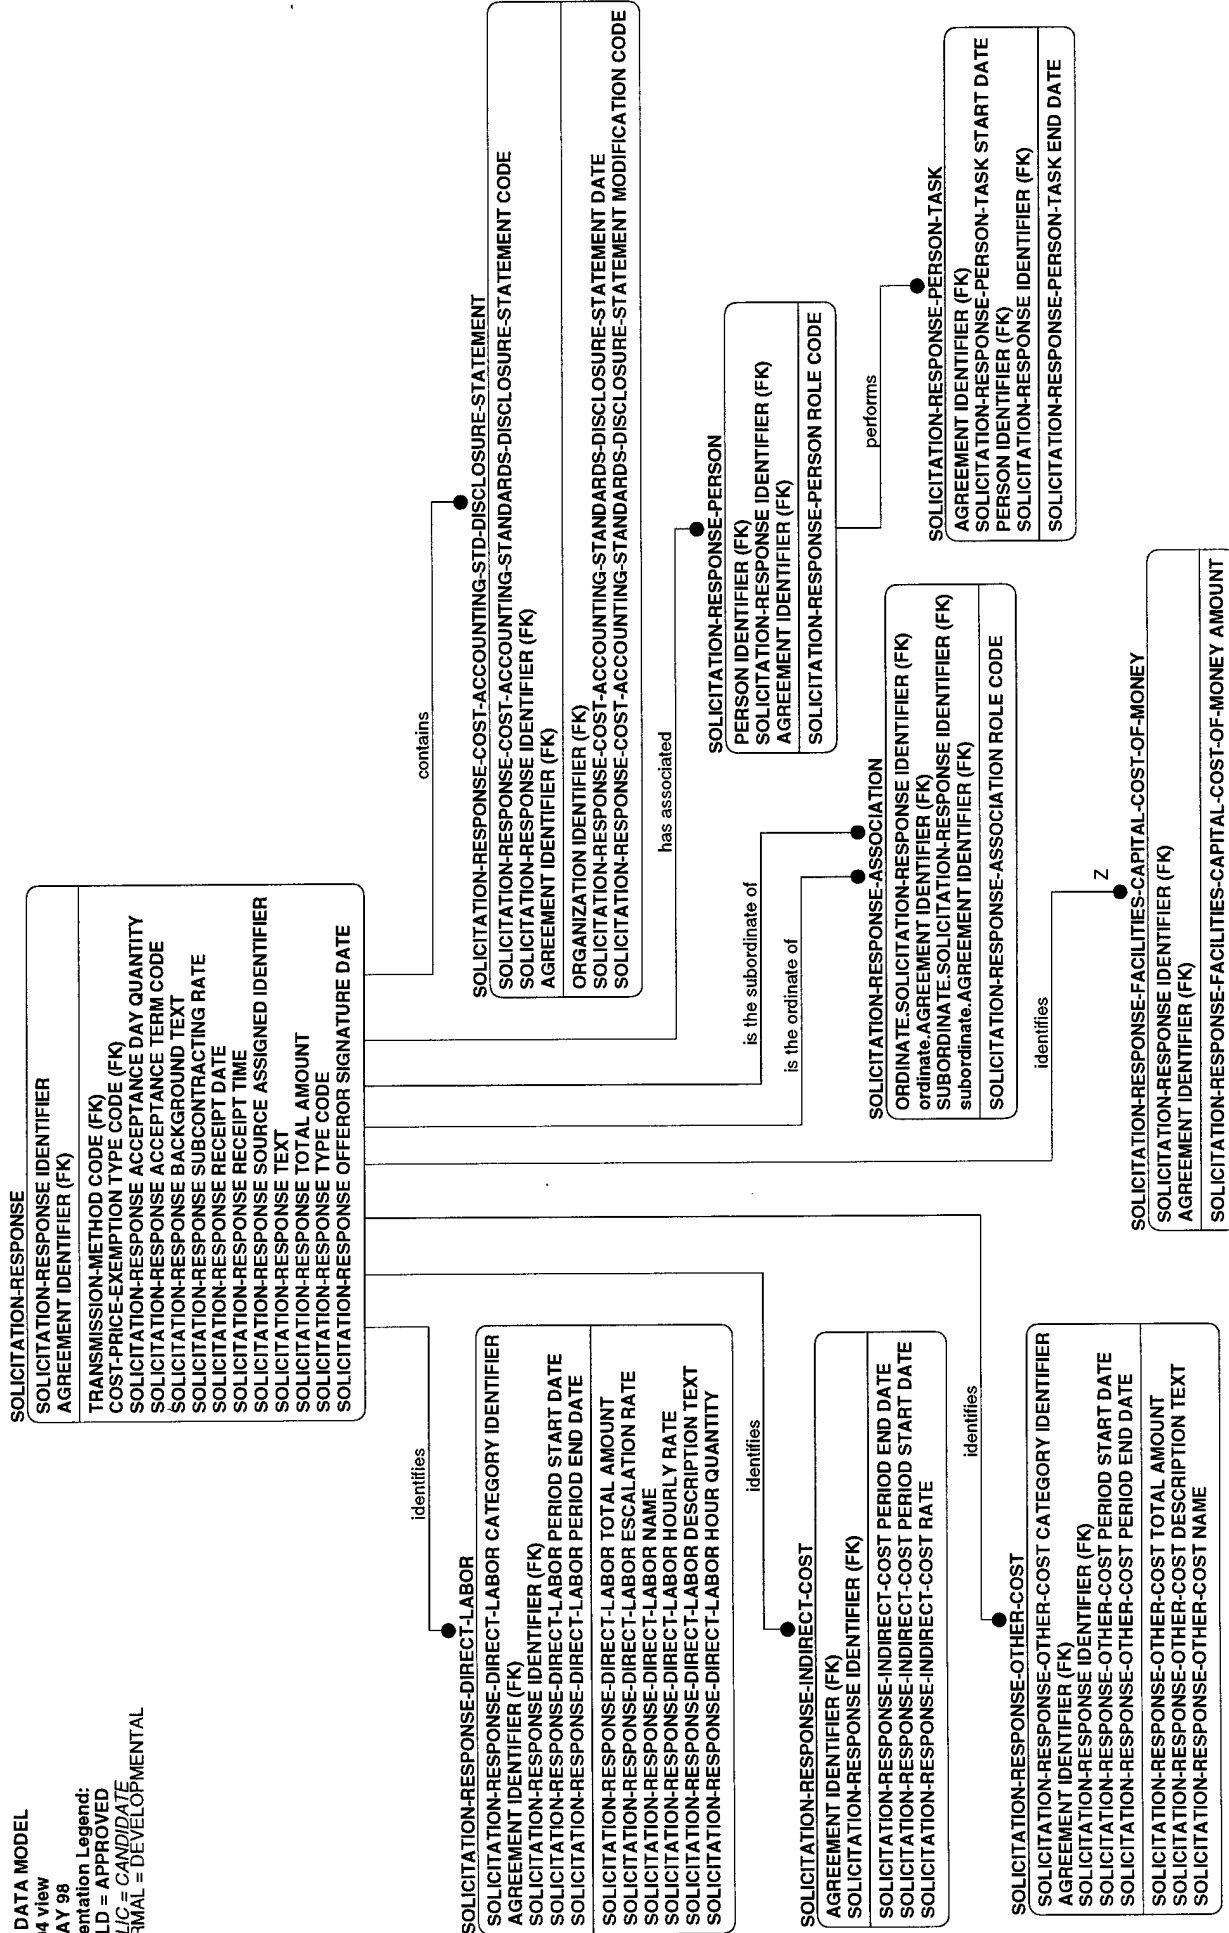 DATA MODEL
view
AY 98
entation Legend:
LD = APPROVED
LIC = CANDIDATE
RMAL = DEVELOPMENTAL
SOLICITATION-RESPONSE
SOLICITATION-RESPONSE IDENTIFIER
AGREEMENT IDENTIFIER (FK)
TRANSMISSION-METHOD CODE (FK)
COST-PRICE-EXEMPTION TYPE CODE (FK)
SOLICITATION-RESPONSE ACCEPTANCE DAY QUANTITY
SOLICITATION-RESPONSE ACCEPTANCE TERM CODE
SOLICITATION-RESPONSE BACKGROUND TEXT
SOLICITATION-RESPONSE SUBCONTRACTING RATE
SOLICITATION-RESPONSE RECEIPT DATE
SOLICITATION-RESPONSE RECEIPT TIME
SOLICITATION-RESPONSE SOURCE ASSIGNED IDENTIFIER
SOLICITATION-RESPONSE TEXT
SOLICITATION-RESPONSE TOTAL AMOUNT
SOLICITATION-RESPONSE TYPE CODE
SOLICITATION-RESPONSE OFFEROR SIGNATURE DATE
identifies
SOLICITATION-RESPONSE-DIRECT-LABOR
SOLICITATION-RESPONSE-DIRECT-LABOR CATEGORY IDENTIFIER
AGREEMENT IDENTIFIER (FK)
SOLICITATION-RESPONSE IDENTIFIER (FK)
SOLICITATION-RESPONSE-DIRECT-LABOR PERIOD START DATE
SOLICITATION-RESPONSE-DIRECT-LABOR PERIOD END DATE
SOLICITATION-RESPONSE-DIRECT-LABOR TOTAL AMOUNT
SOLICITATION-RESPONSE-DIRECT-LABOR ESCALATION RATE
SOLICITATION-RESPONSE-DIRECT-LABOR NAME
SOLICITATION-RESPONSE-DIRECT-LABOR HOURLY RATE
SOLICITATION-RESPONSE-DIRECT-LABOR DESCRIPTION TEXT
SOLICITATION-RESPONSE-DIRECT-LABOR HOUR QUANTITY
identifies
SOLICITATION-RESPONSE-INDIRECT-COST
AGREEMENT IDENTIFIER (FK)
SOLICITATION-RESPONSE IDENTIFIER (FK)
SOLICITATION-RESPONSE-INDIRECT-COST PERIOD END DATE
SOLICITATION-RESPONSE-INDIRECT-COST PERIOD START DATE
SOLICITATION-RESPONSE-INDIRECT-COST RATE
identifies
SOLICITATION-RESPONSE-OTHER-COST
SOLICITATION-RESPONSE-OTHER-COST CATEGORY IDENTIFIER
AGREEMENT IDENTIFIER (FK)
SOLICITATION-RESPONSE IDENTIFIER (FK)
SOLICITATION-RESPONSE-OTHER-COST PERIOD START DATE
SOLICITATION-RESPONSE-OTHER-COST PERIOD END DATE
SOLICITATION-RESPONSE-OTHER-COST TOTAL AMOUNT
SOLICITATION-RESPONSE-OTHER-COST DESCRIPTION TEXT
SOLICITATION-RESPONSE-OTHER-COST NAME
contains
SOLICITATION-RESPONSE-COST-ACCOUNTING-STD-DISCLOSURE-STATEMENT
SOLICITATION-RESPONSE-COST-ACCOUNTING-STANDARDS-DISCLOSURE-STATEMENT CODE
SOLICITATION-RESPONSE IDENTIFIER (FK)
AGREEMENT IDENTIFIER (FK)
ORGANIZATION IDENTIFIER (FK)
SOLICITATION-RESPONSE-COST-ACCOUNTING-STANDARDS-DISCLOSURE-STATEMENT DATE
SOLICITATION-RESPONSE-COST-ACCOUNTING-STANDARDS-DISCLOSURE-STATEMENT MODIFICATION CODE
has associated
SOLICITATION-RESPONSE-PERSON
PERSON IDENTIFIER (FK)
SOLICITATION-RESPONSE IDENTIFIER (FK)
AGREEMENT IDENTIFIER (FK)
SOLICITATION-RESPONSE-PERSON ROLE CODE
performs
SOLICITATION-RESPONSE-PERSON-TASK
AGREEMENT IDENTIFIER (FK)
SOLICITATION-RESPONSE-PERSON-TASK START DATE
PERSON IDENTIFIER (FK)
SOLICITATION-RESPONSE IDENTIFIER (FK)
SOLICITATION-RESPONSE-PERSON-TASK END DATE
is the subordinate of
is the ordinate of
SOLICITATION-RESPONSE-ASSOCIATION
ORDINATE.SOLICITATION-RESPONSE IDENTIFIER (FK)
ordinate.AGREEMENT IDENTIFIER (FK)
SUBORDINATE.SOLICITATION-RESPONSE IDENTIFIER (FK)
subordinate.AGREEMENT IDENTIFIER (FK)
SOLICITATION-RESPONSE-ASSOCIATION ROLE CODE
identifies
Z
SOLICITATION-RESPONSE-FACILITIES-CAPITAL-COST-OF-MONEY
SOLICITATION-RESPONSE IDENTIFIER (FK)
AGREEMENT IDENTIFIER (FK)
SOLICITATION-RESPONSE-FACILITIES-CAPITAL-COST-OF-MONEY AMOUNT